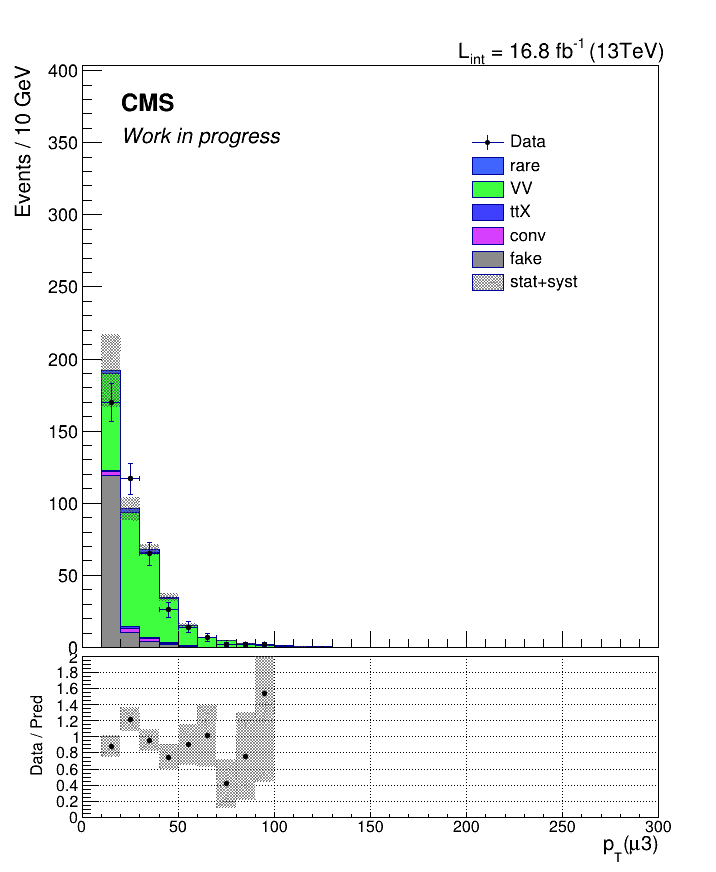 L_int = 16.8 fb^-1 (13TeV)
Events / 10 GeV
400
350
300
250
200
150
100
50
0
CMS
Work in progress
Data
rare
VV
ttX
conv
fake
stat+syst
Data / Pred
2
1.8
1.6
1.4
1.2
1
0.8
0.6
0.4
0.2
0
0 50 100 150 200 250 300
p_T(μ3)